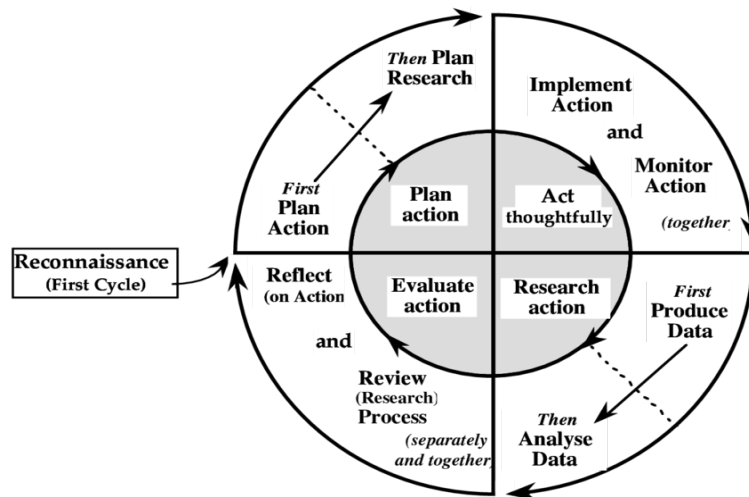 Then Plan
Research
First
Plan
Action
Implement
Action
and
Monitor
Action
(together)
Plan
action
Act
thoughtfully
Reconnaissance
(First Cycle)
Reflect
(on Action
and
Review
(Research)
Process
(separately
and together)
Evaluate
action
Research
action
First
Produce
Data
Then
Analyse
Data